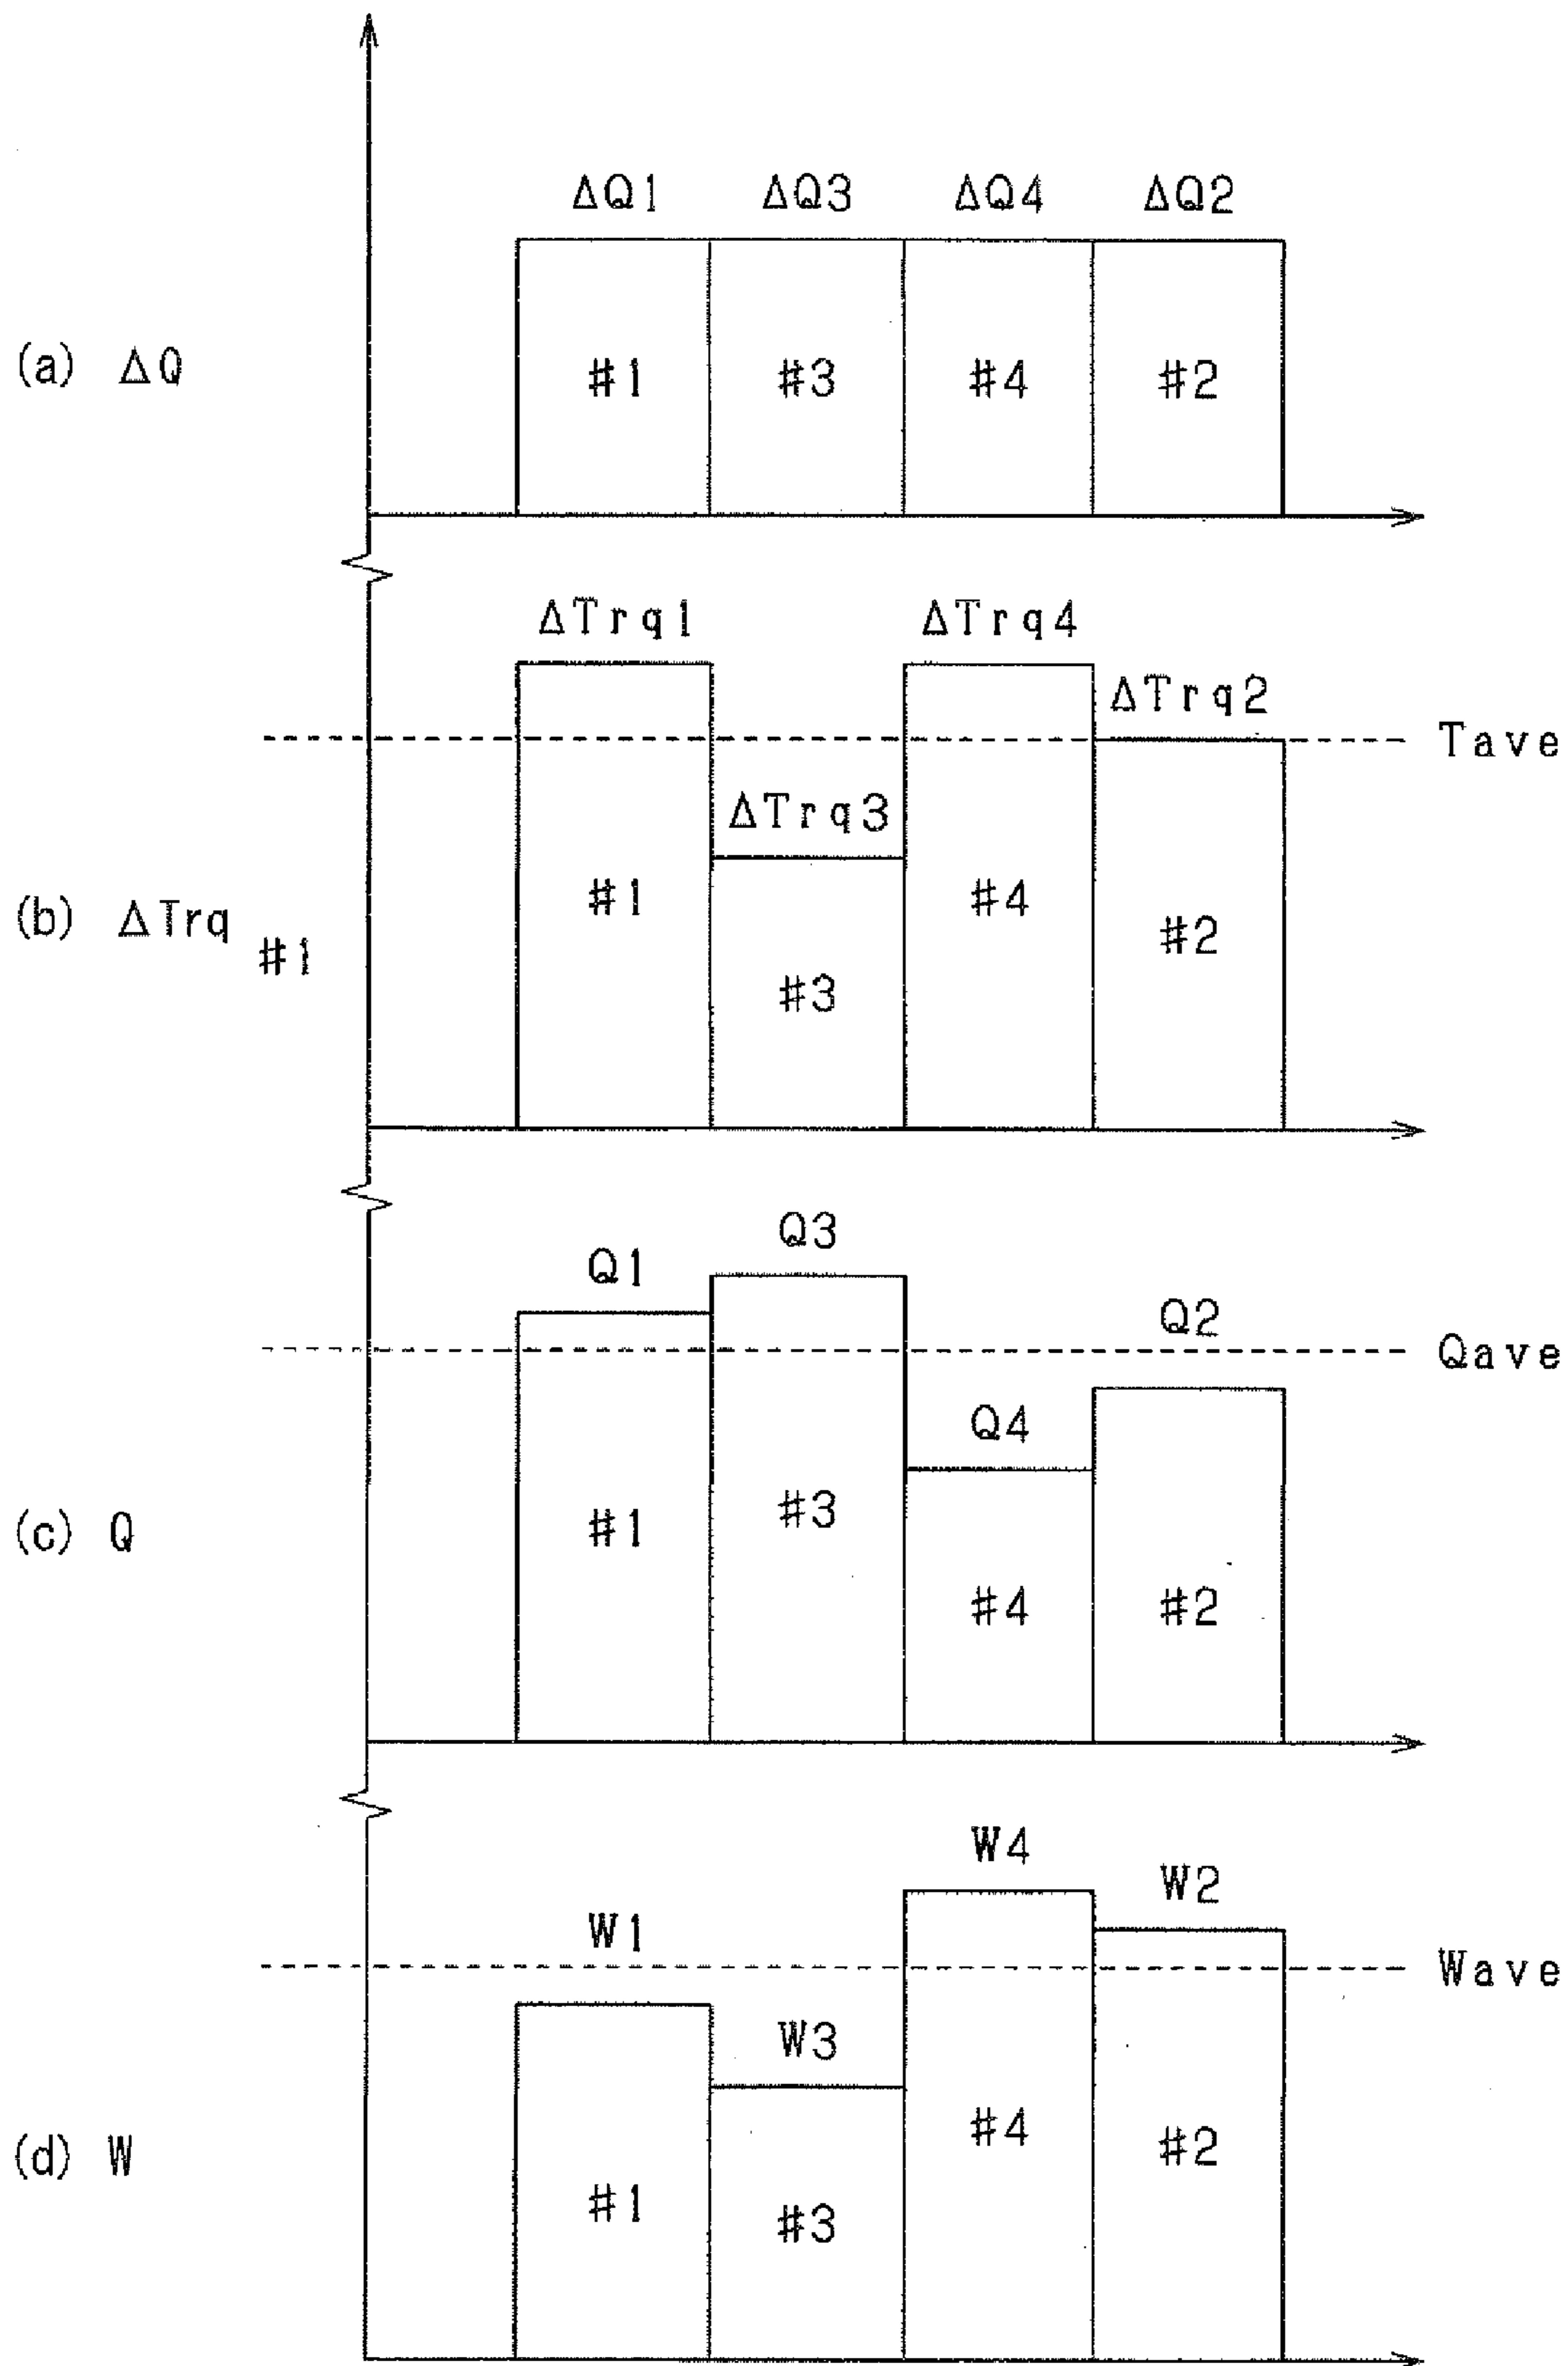 ΔQ1 ΔQ3 ΔQ4 ΔQ2
(a) ΔQ
#1 #3 #4 #2
ΔTrq1 ΔTrq4
ΔTrq2
Tave
ΔTrq3
(b) ΔTrq
#1 #4
#2
#1
#3
Q3
Q1
Q2
Qave
Q4
(c) Q
#1 #3
#4 #2
W4
W2
W1
Wave
W3
(d) W
#4 #2
#1 #3